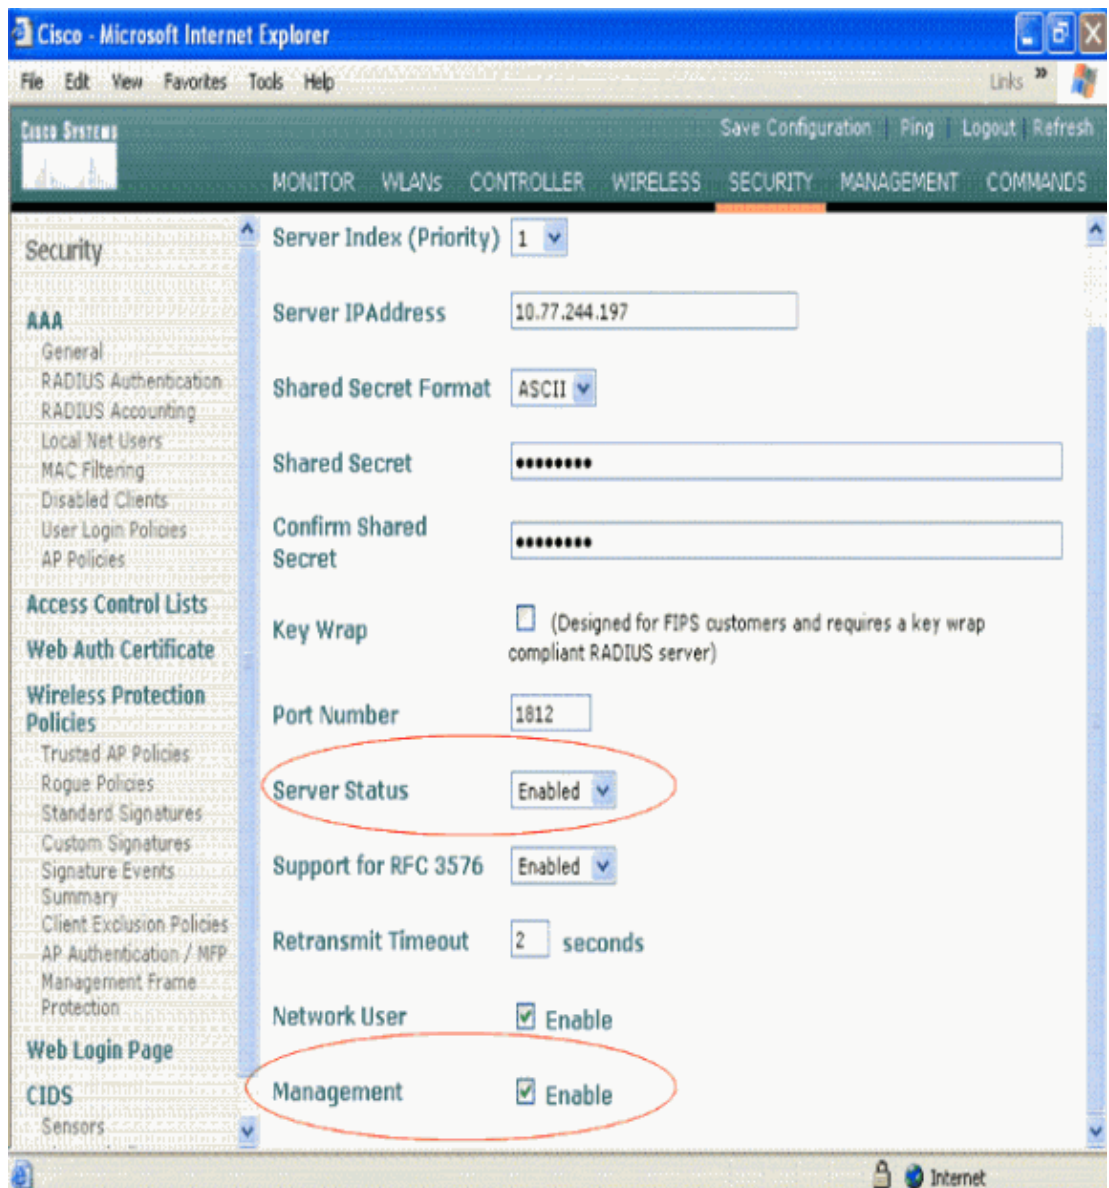 Cisco - Microsoft Internet Explorer
File Edit View Favorites Tools Help
Links »
CISCO SYSTEMS
Save Configuration | Ping | Logout | Refresh
MONITOR WLANs CONTROLLER WIRELESS SECURITY MANAGEMENT COMMANDS
Security
AAA
General
RADIUS Authentication
RADIUS Accounting
Local Net Users
MAC Filtering
Disabled Clients
User Login Policies
AP Policies
Access Control Lists
Web Auth Certificate
Wireless Protection
Policies
Trusted AP Policies
Rogue Policies
Standard Signatures
Custom Signatures
Signature Events
Summary
Client Exclusion Policies
AP Authentication / MFP
Management Frame
Protection
Web Login Page
CIDS
Sensors
Server Index (Priority) 1
Server IPAddress 10.77.244.197
Shared Secret Format ASCII
Shared Secret ••••••••
Confirm Shared
Secret ••••••••
Key Wrap (Designed for FIPS customers and requires a key wrap
compliant RADIUS server)
Port Number 1812
Server Status Enabled
Support for RFC 3576 Enabled
Retransmit Timeout 2 seconds
Network User Enable
Management Enable
Internet